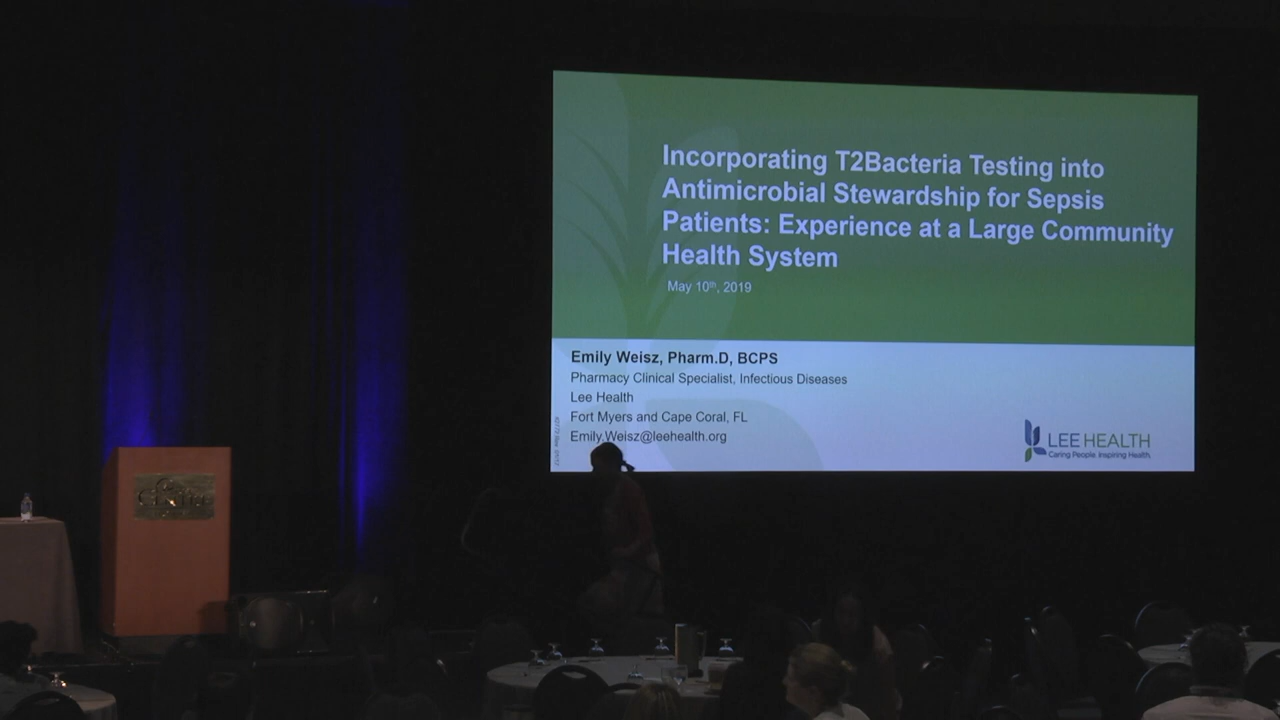 Incorporating T2Bacteria Testing into
Antimicrobial Stewardship for Sepsis
Patients: Experience at a Large Community
Health System
May 10th, 2019
Emily Weisz, Pharm.D, BCPS
Pharmacy Clinical Specialist, Infectious Diseases
Lee Health
Fort Myers and Cape Coral, FL
Emily.Weisz@leehealth.org
LEE HEALTH
Caring People. Inspiring Health.